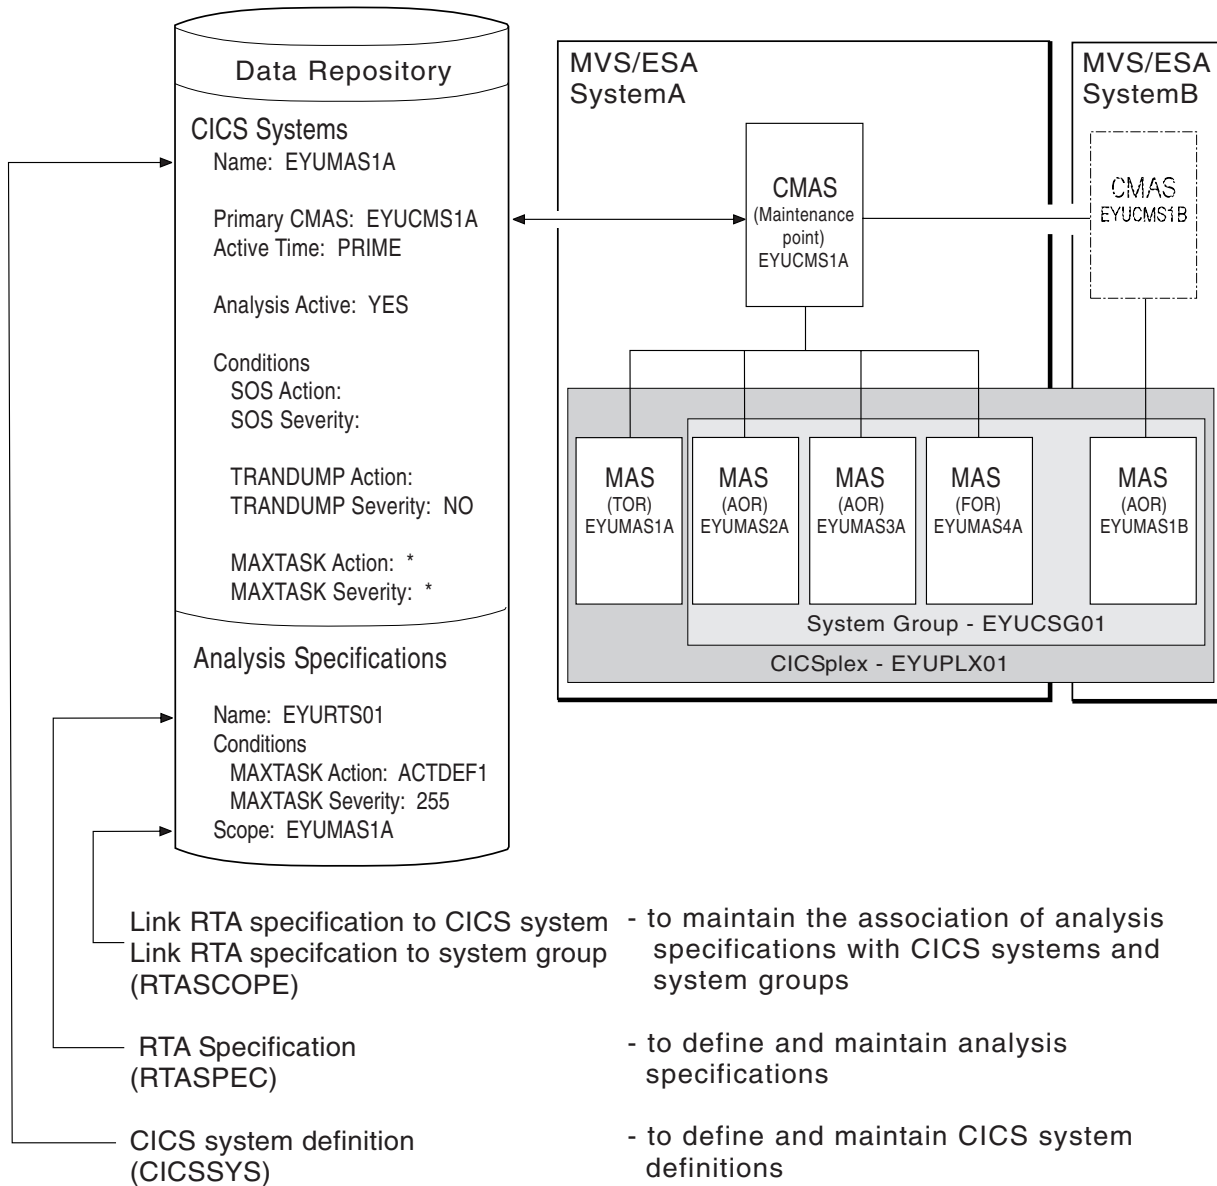 Data Repository
CICS Systems
Name: EYUMAS1A
Primary CMAS: EYUCMS1A
Active Time: PRIME
Analysis Active: YES
Conditions
SOS Action:
SOS Severity:
TRANDUMP Action:
TRANDUMP Severity: NO
MAXTASK Action: *
MAXTASK Severity: *
Analysis Specifications
Name: EYURTS01
Conditions
MAXTASK Action: ACTDEF1
MAXTASK Severity: 255
Scope: EYUMAS1A
MVS/ESA
SystemA
CMAS
(Maintenance
point)
EYUCMS1A
MVS/ESA
SystemB
CMAS
EYUCMS1B
MAS
(TOR)
EYUMAS1A
MAS
(AOR)
EYUMAS2A
MAS
(AOR)
EYUMAS3A
MAS
(FOR)
EYUMAS4A
MAS
(AOR)
EYUMAS1B
System Group - EYUCSG01
CICSplex - EYUPLX01
Link RTA specification to CICS system
Link RTA specifcation to system group
(RTASCOPE)
- to maintain the association of analysis
specifications with CICS systems and
system groups
RTA Specification
(RTASPEC)
- to define and maintain analysis
specifications
CICS system definition
(CICSSYS)
- to define and maintain CICS system
definitions